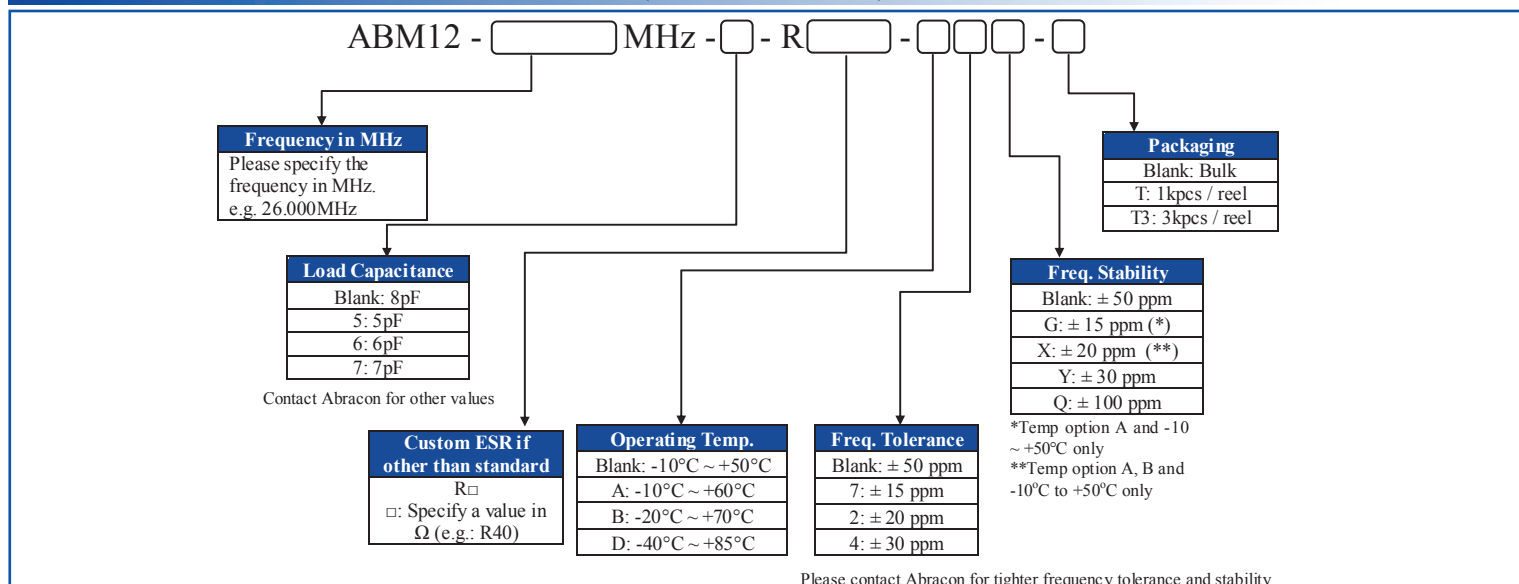 ABM12 - MHz - - R - -
Frequency in MHz
Please specify the
frequency in MHz.
e.g. 26.000MHz
Packaging
Blank: Bulk
T: 1kpcs / reel
T3: 3kpcs / reel
Load Capacitance
Blank: 8pF
5: 5pF
6: 6pF
7: 7pF
Contact Abracon for other values
Freq. Stability
Blank: ± 50 ppm
G: ± 15 ppm (*)
X: ± 20 ppm (**)
Y: ± 30 ppm
Q: ± 100 ppm
*Temp option A and -10
~ +50°C only
**Temp option A, B and
-10°C to +50°C only
Custom ESR if
other than standard
R□
□: Specify a value in
Ω (e.g.: R40)
Operating Temp.
Blank: -10°C ~ +50°C
A: -10°C ~ +60°C
B: -20°C ~ +70°C
D: -40°C ~ +85°C
Freq. Tolerance
Blank: ± 50 ppm
7: ± 15 ppm
2: ± 20 ppm
4: ± 30 ppm
Please contact Abracon for tighter frequency tolerance and stability